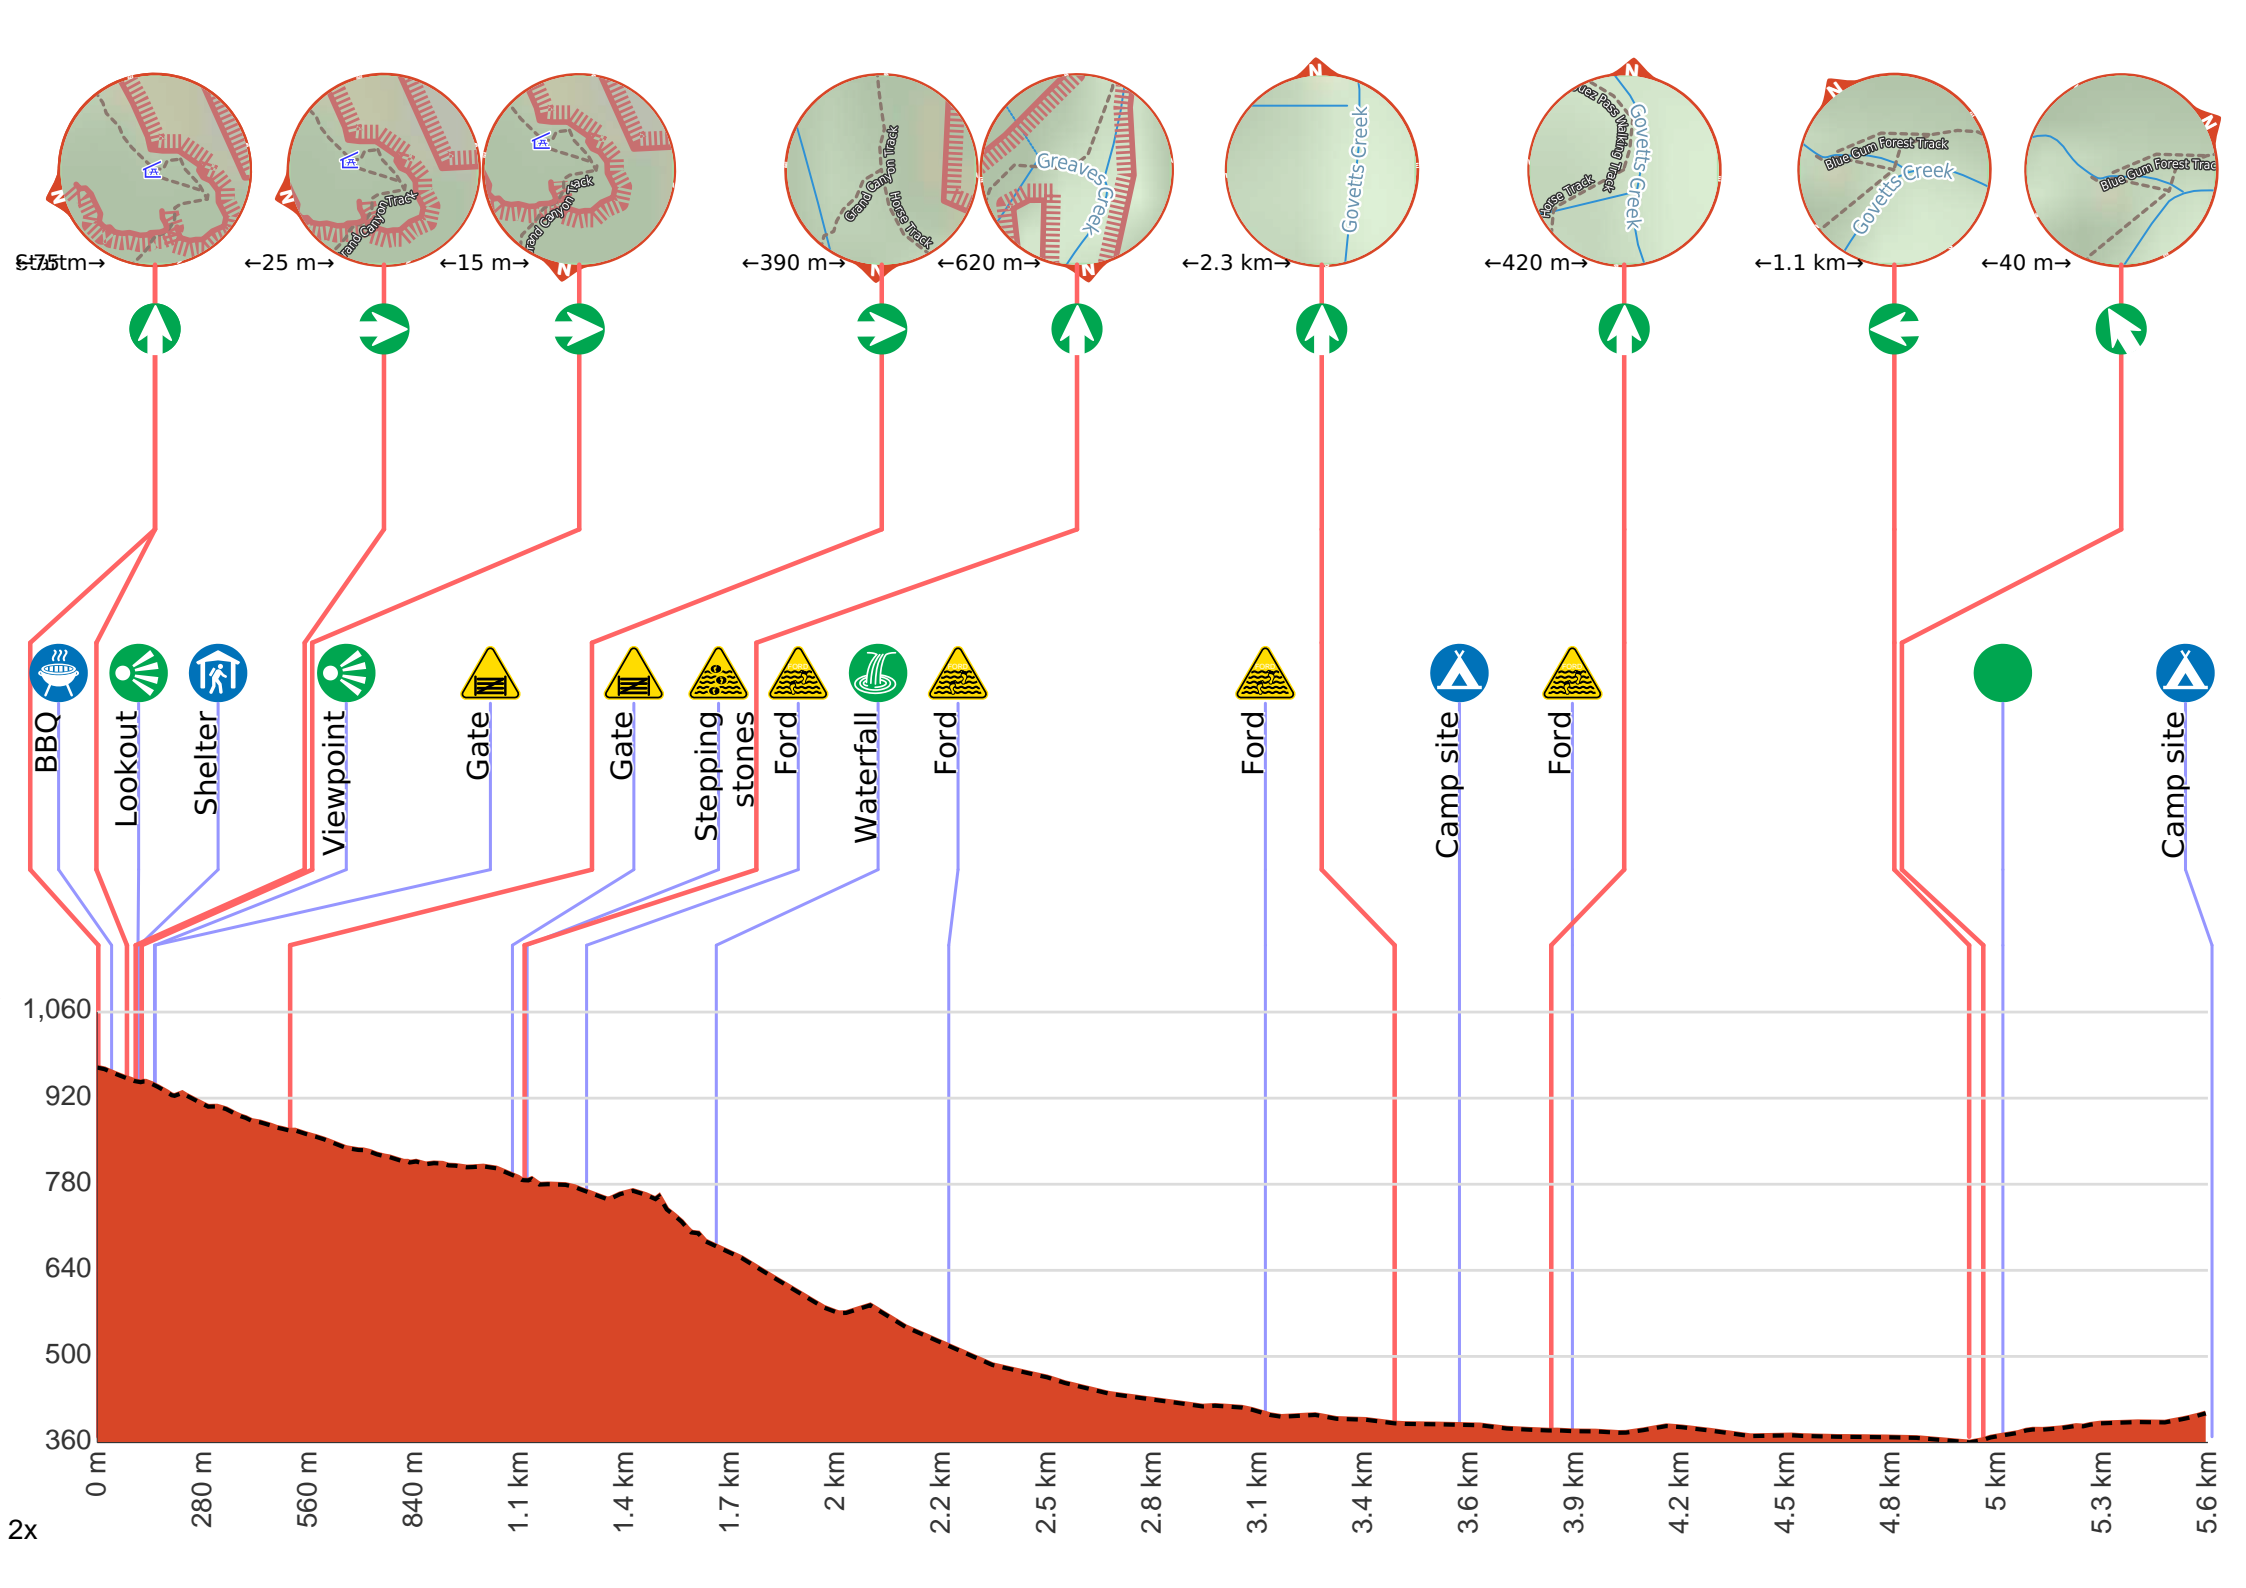 N
N
N
N
N
N
N
N
N
Grand Canyon Track
Grand Canyon Track
Horse Track
Greaves Creek
Govetts Creek
Walking Track
Horse Track
Govetts Creek
Blue Gum Forest Track
Govetts Creek
Blue Gum Forest Trac
Start
←75 m→
←25 m→
←15 m→
←390 m→
←620 m→
←2.3 km→
←420 m→
←1.1 km→
←40 m→
BBQ
Lookout
Shelter
Viewpoint
Gate
Gate
Stepping
stones
Ford
Waterfall
Ford
Ford
Camp site
Ford
Camp site
1,060
920
780
640
500
360
0 m
280 m
560 m
840 m
1.1 km
1.4 km
1.7 km
2 km
2.2 km
2.5 km
2.8 km
3.1 km
3.4 km
3.6 km
3.9 km
4.2 km
4.5 km
4.8 km
5 km
5.3 km
5.6 km
2x